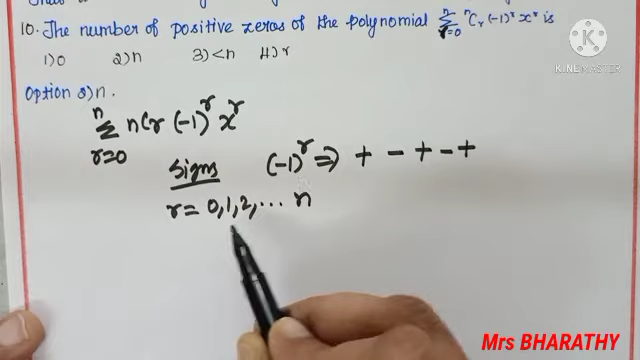 10. The number of positive zeros of the polynomial n Σ r=0 nCr (-1)^r x^r is
1) 0 2) n 3) < n 4) r
Option 2) n.
n Σ r=0 nCr (-1)^r x^r
Signs (-1)^r ⇒ + - + - +
r = 0, 1, 2, ... n
KINEMASTER
Mrs BHARATHY